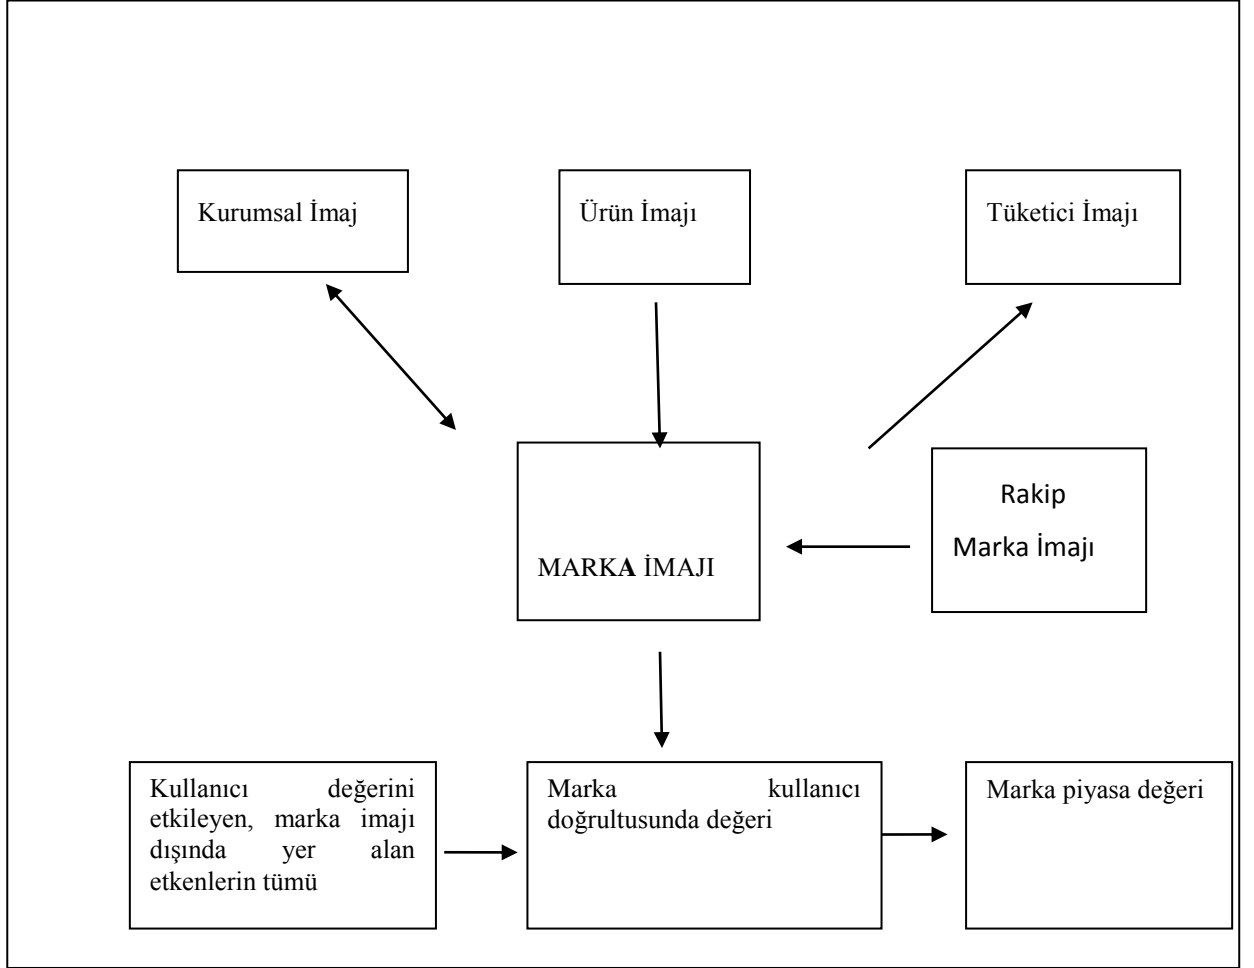 Kurumsal İmaj
Ürün İmajı
Tüketici İmajı
Rakip
Marka İmajı
MARKA İMAJI
Kullanıcı değerini
etkileyen, marka imajı
dışında yer alan
etkenlerin tümü
Marka kullanıcı
doğrultusunda değeri
Marka piyasa değeri